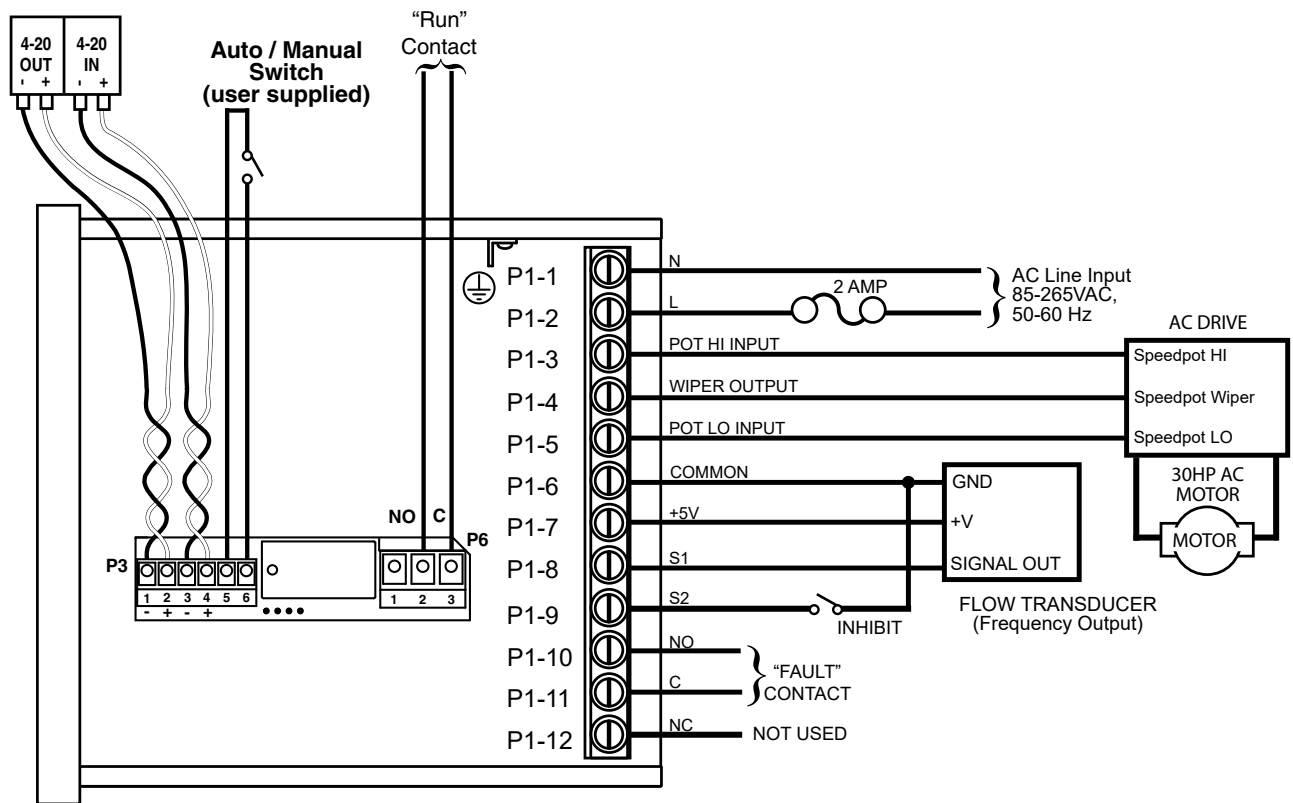 4-20
OUT
- +
4-20
IN
- +
Auto / Manual
Switch
(user supplied)
“Run”
Contact
P1-1
P1-2
P1-3
P1-4
P1-5
P1-6
P1-7
P1-8
P1-9
P1-10
P1-11
P1-12
N
L
2 AMP
AC Line Input
85-265VAC,
50-60 Hz
POT HI INPUT
WIPER OUTPUT
POT LO INPUT
AC DRIVE
Speedpot HI
Speedpot Wiper
Speedpot LO
30HP AC
MOTOR
MOTOR
COMMON
+5V
S1
S2
INHIBIT
GND
+V
SIGNAL OUT
FLOW TRANSDUCER
(Frequency Output)
NO
C
“FAULT”
CONTACT
NC
NOT USED
NO C
P6
P3
1 2 3 4 5 6
- + - +
1 2 3